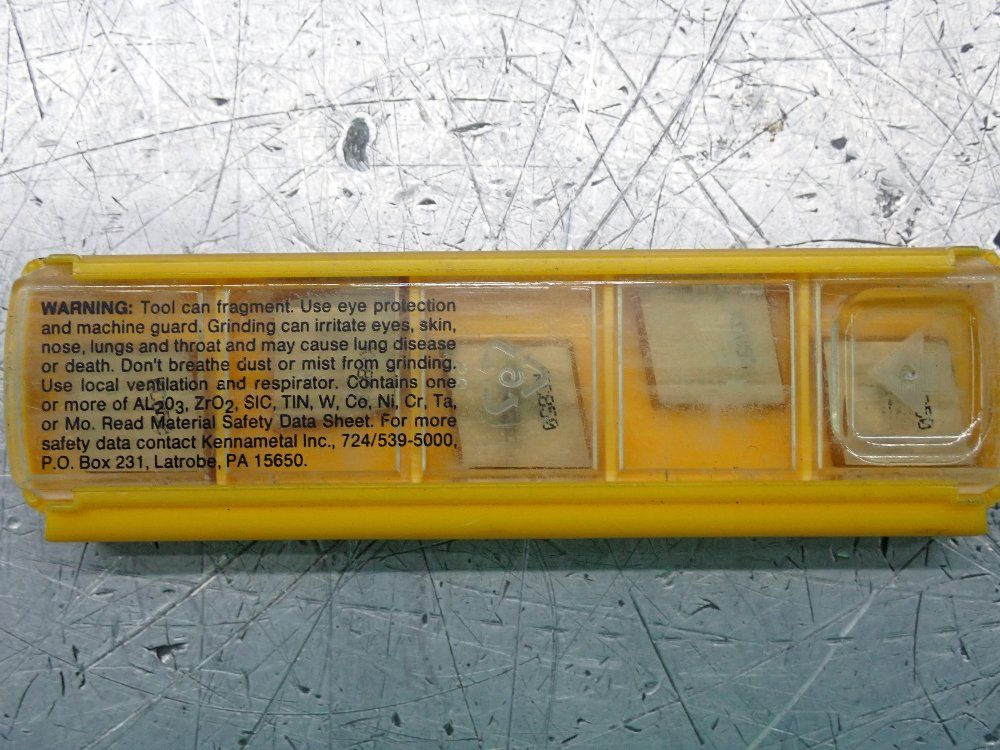 WARNING: Tool can fragment. Use eye protection
and machine guard. Grinding can irritate eyes, skin,
nose, lungs and throat and may cause lung disease
or death. Don't breathe dust or mist from grinding.
Use local ventilation and respirator. Contains one
or more of AL₂0₃, ZrO₂, SIC, TIN, W, Co, Ni, Cr, Ta,
or Mo. Read Material Safety Data Sheet. For more
safety data contact Kennametal Inc., 724/539-5000,
P.O. Box 231, Latrobe, PA 15650.